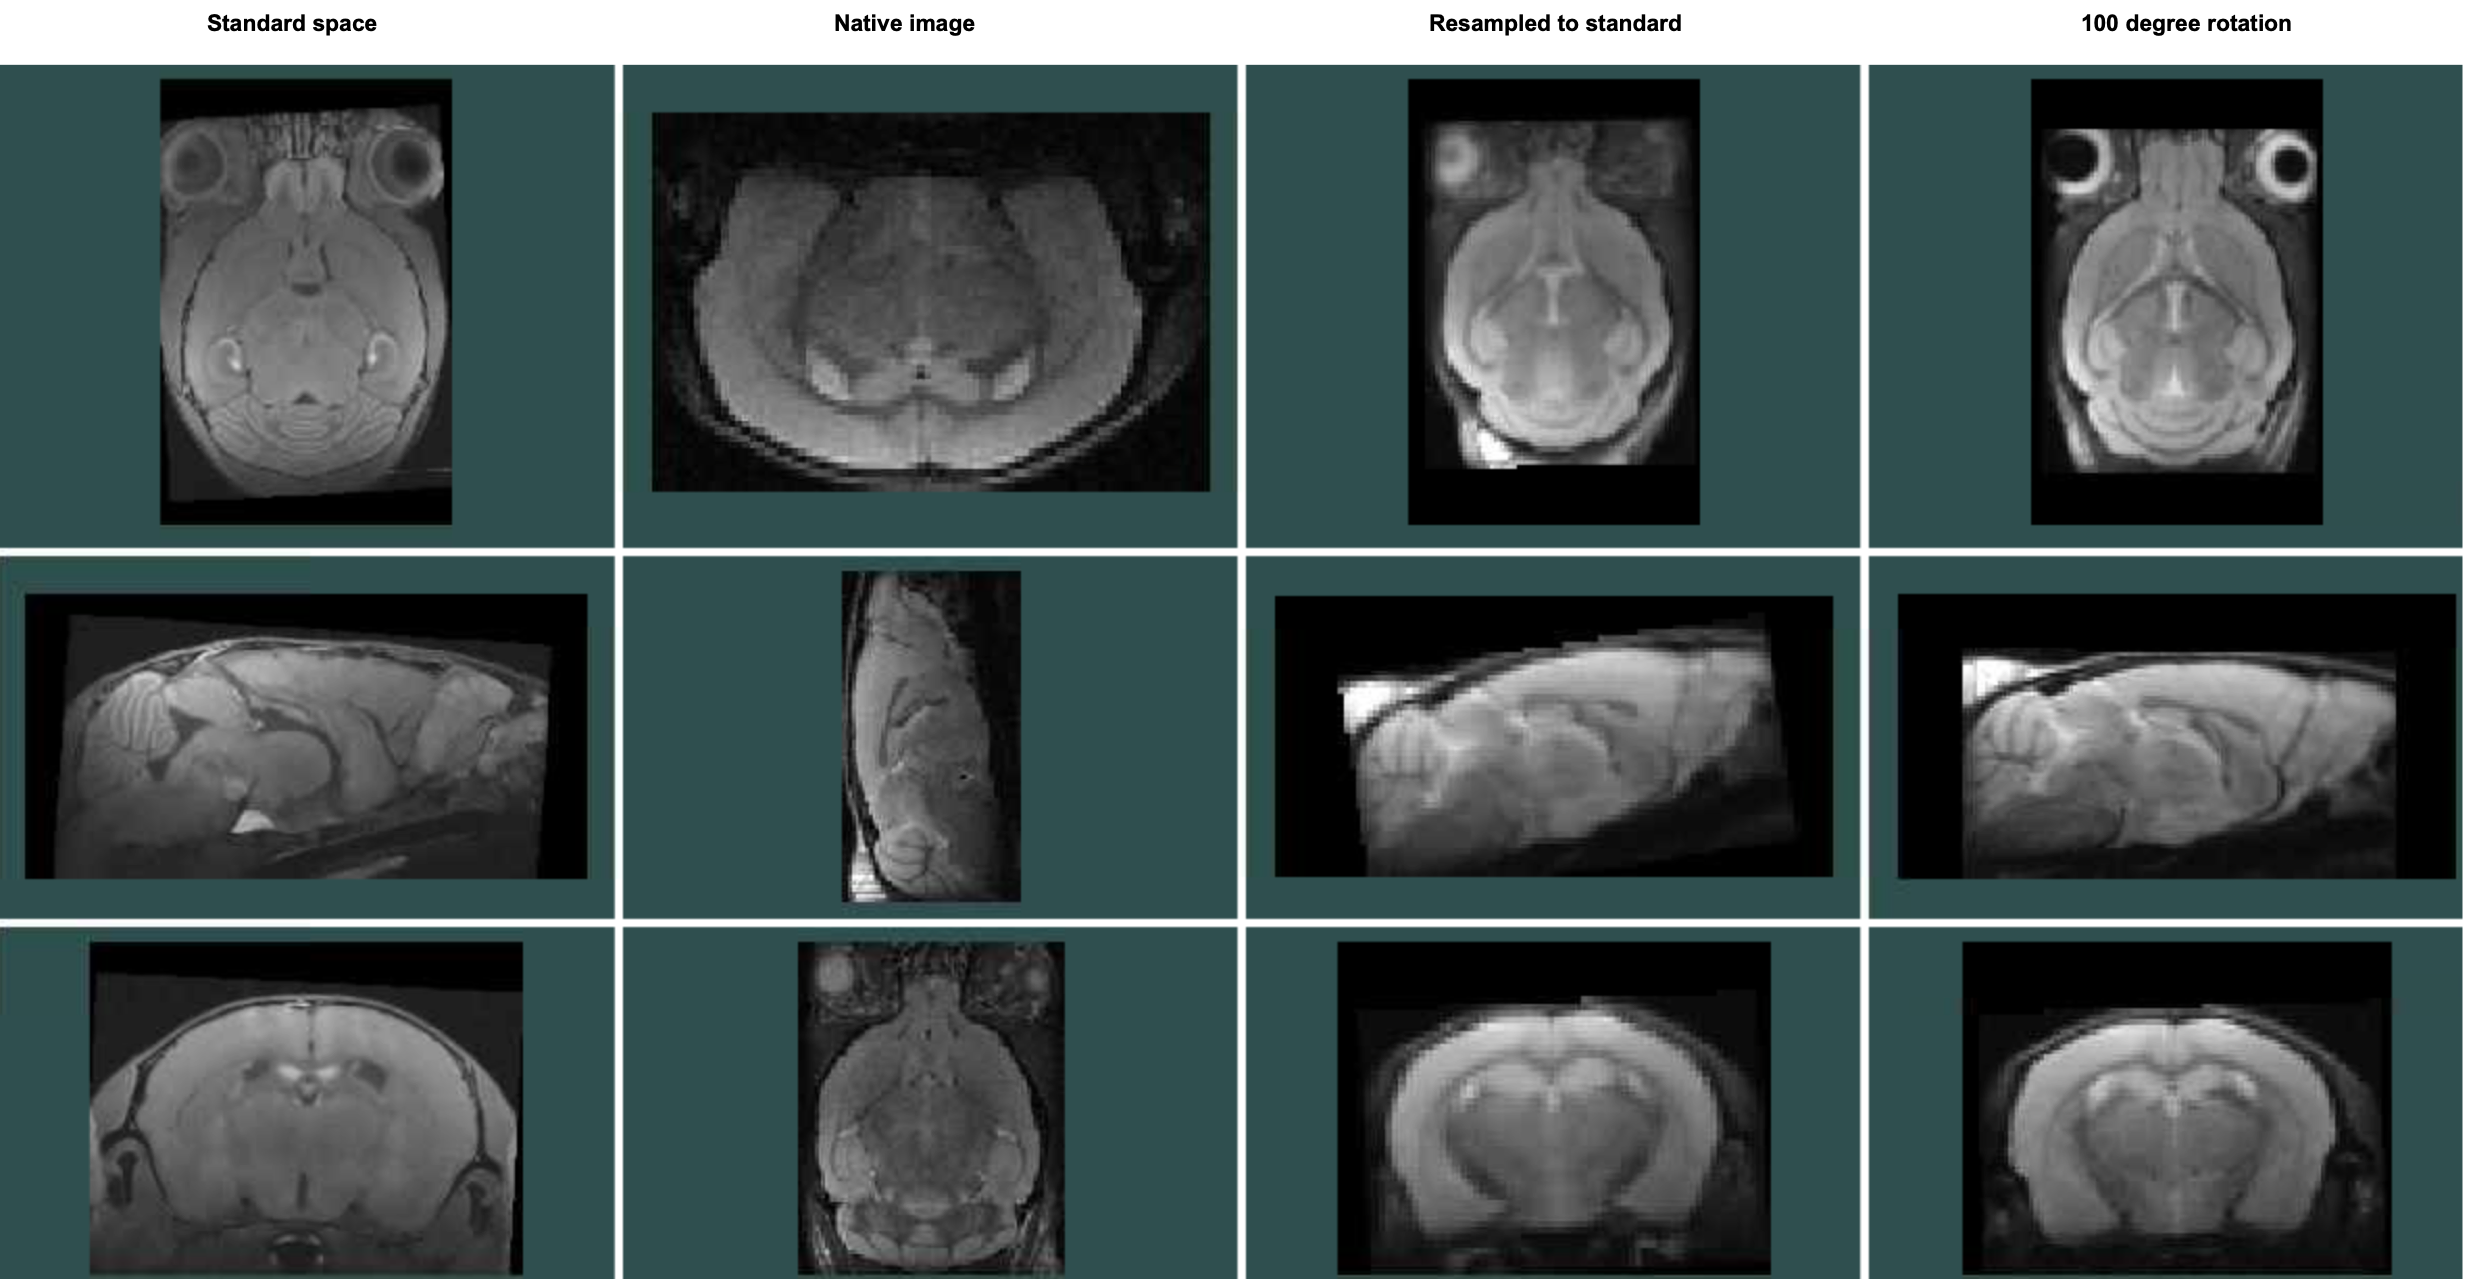 Standard space
Native image
Resampled to standard
100 degree rotation